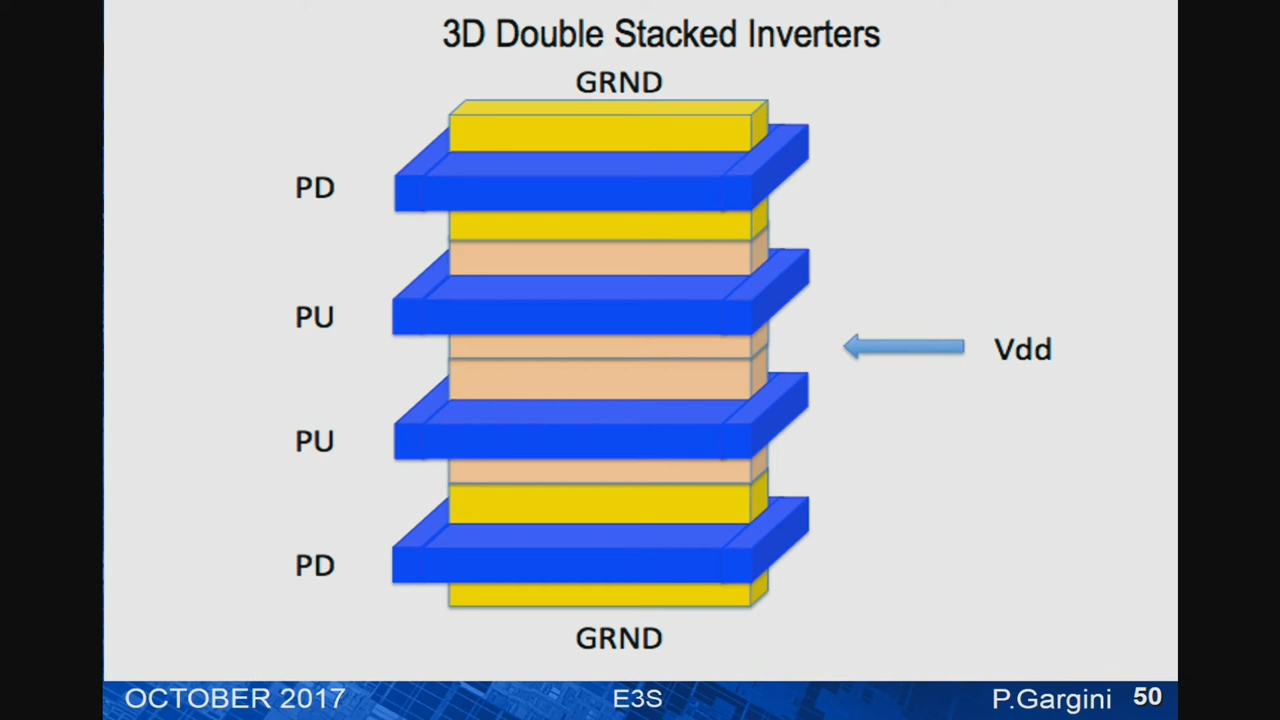 3D Double Stacked Inverters
GRND
PD
PU
Vdd
PU
PD
GRND
OCTOBER 2017 E3S P.Gargini 50